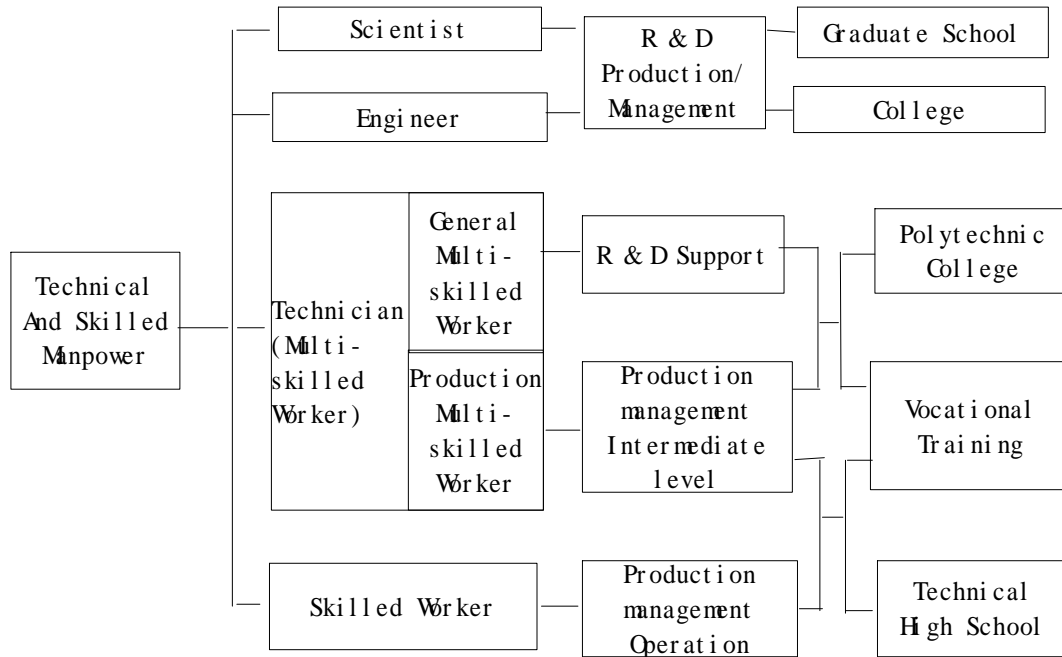 Scientist
R & D
Production/
Management
Graduate School
Engineer
College
Technical
And Skilled
Manpower
Technician
(Multi-
skilled
Worker)
General
Multi-
skilled
Worker
R & D Support
Polytechnic
College
Production
Multi-
skilled
Worker
Production
management
Intermediate
level
Vocational
Training
Skilled Worker
Production
management
Operation
Technical
High School